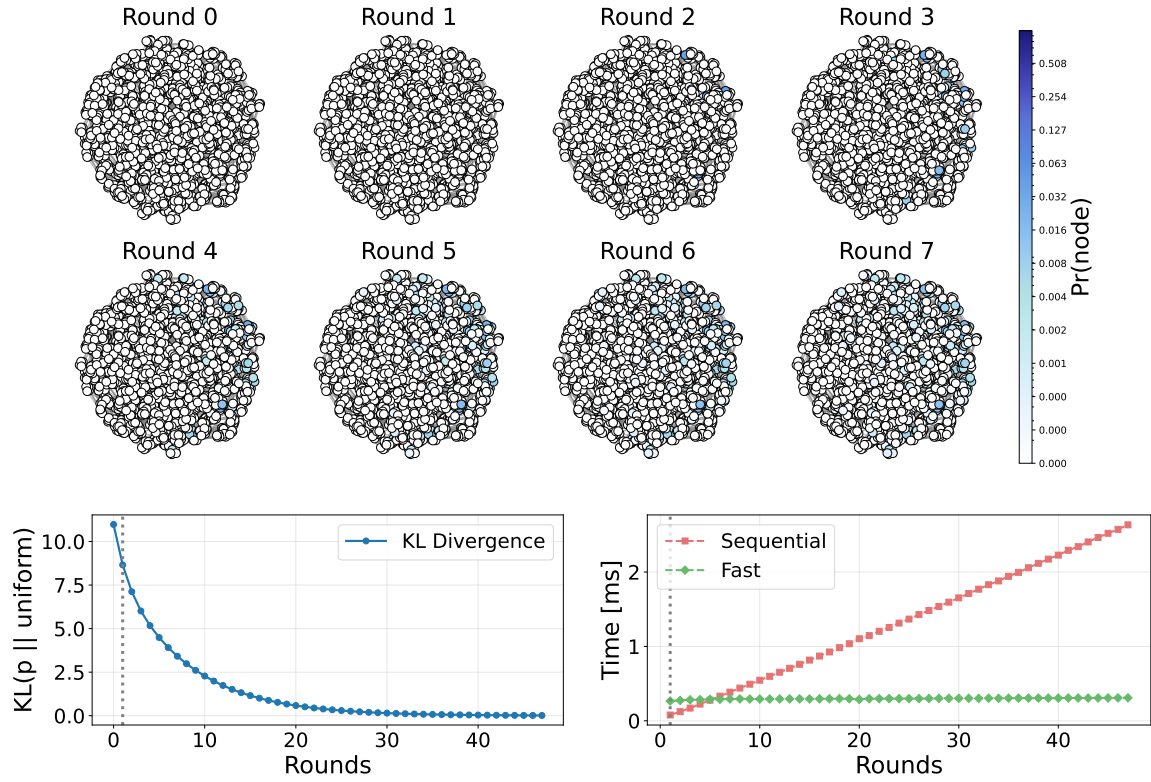 Round 0 Round 1 Round 2 Round 3
Round 4 Round 5 Round 6 Round 7
0.508
0.254
0.127
0.063
0.032
0.016
0.008
0.004
0.002
0.001
0.000
0.000
0.000
Pr(node)
KL(p || uniform)
10.0
7.5
5.0
2.5
0.0
KL Divergence
0 10 20 30 40
Rounds
Time [ms]
2
1
0
Sequential
Fast
0 10 20 30 40
Rounds